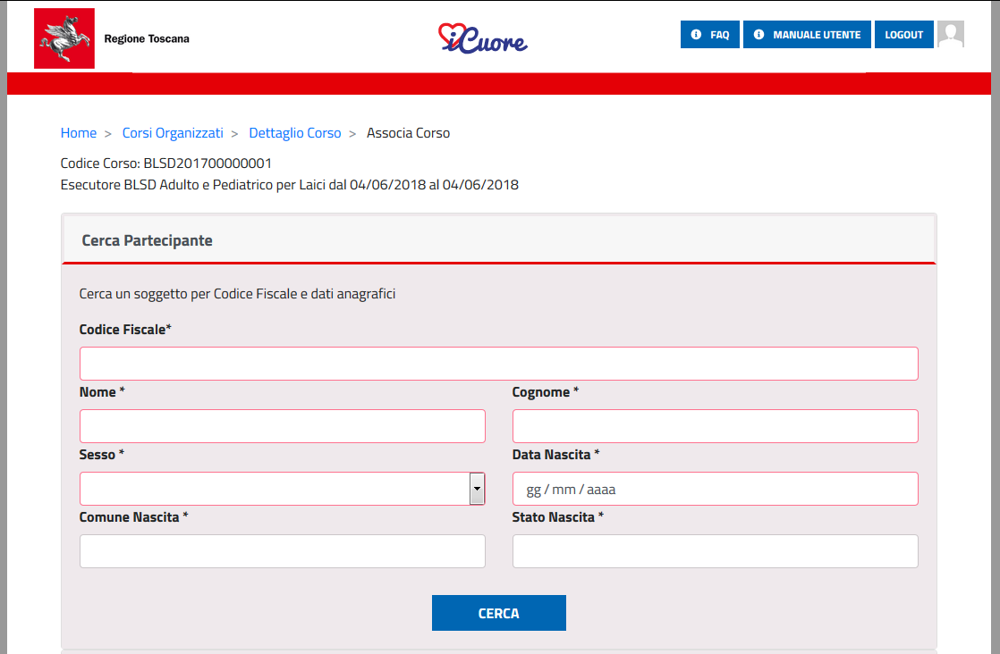 Regione Toscana
iCuore
FAQ
MANUALE UTENTE
LOGOUT
Home > Corsi Organizzati > Dettaglio Corso > Associa Corso
Codice Corso: BLSD201700000001
Esecutore BLSD Adulto e Pediatrico per Laici dal 04/06/2018 al 04/06/2018
Cerca Partecipante
Cerca un soggetto per Codice Fiscale e dati anagrafici
Codice Fiscale*
Nome * Cognome *
Sesso * Data Nascita *
gg / mm / aaaa
Comune Nascita * Stato Nascita *
CERCA